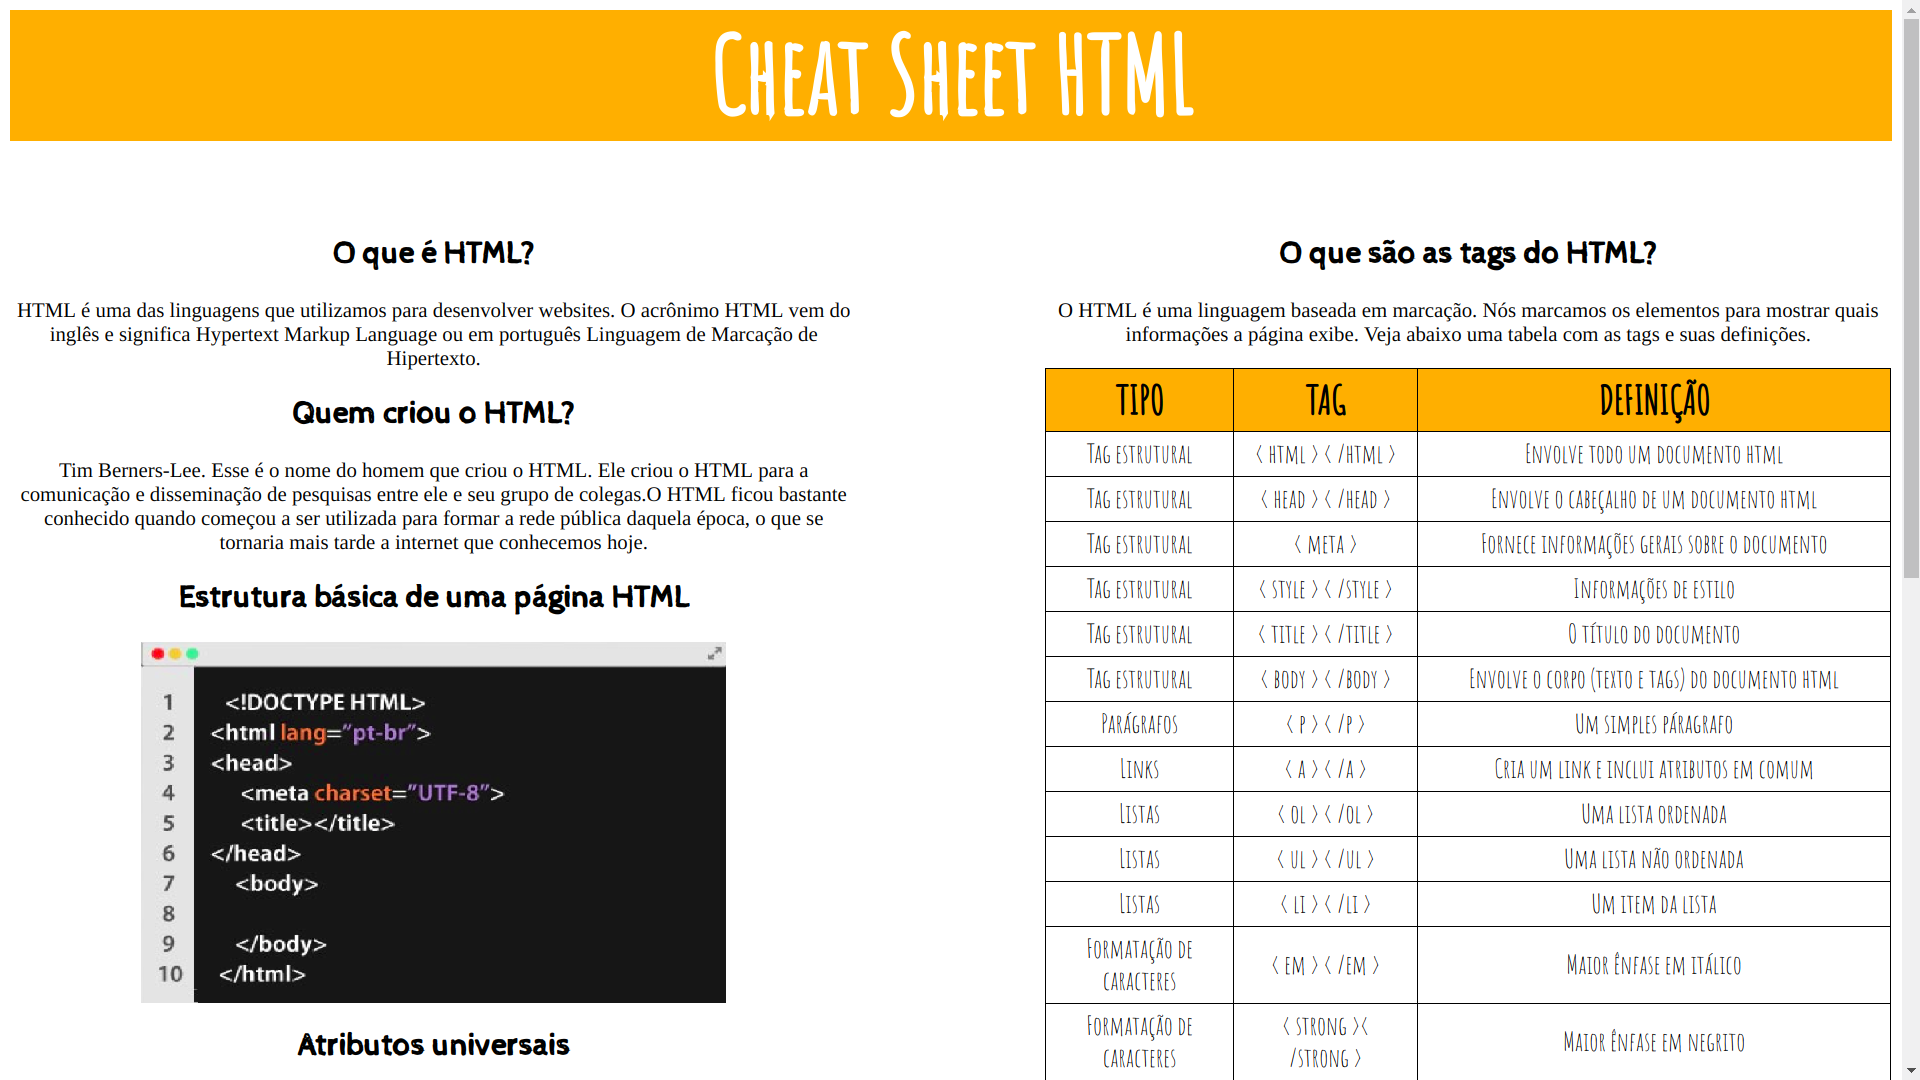 Cheat Sheet HTML
O que é HTML?
HTML é uma das linguagens que utilizamos para desenvolver websites. O acrônimo HTML vem do
inglês e significa Hypertext Markup Language ou em português Linguagem de Marcação de
Hipertexto.
Quem criou o HTML?
Tim Berners-Lee. Esse é o nome do homem que criou o HTML. Ele criou o HTML para a
comunicação e disseminação de pesquisas entre ele e seu grupo de colegas.O HTML ficou bastante
conhecido quando começou a ser utilizada para formar a rede pública daquela época, o que se
tornaria mais tarde a internet que conhecemos hoje.
Estrutura básica de uma página HTML
1 <!DOCTYPE HTML>
2 <html lang="pt-br">
3 <head>
4 <meta charset="UTF-8">
5 <title></title>
6 </head>
7 <body>
8
9 </body>
10 </html>
Atributos universais
O que são as tags do HTML?
O HTML é uma linguagem baseada em marcação. Nós marcamos os elementos para mostrar quais
informações a página exibe. Veja abaixo uma tabela com as tags e suas definições.
TIPO TAG DEFINIÇÃO
Tag estrutural < html > < /html > Envolve todo um documento html
Tag estrutural < head > < /head > Envolve o cabeçalho de um documento html
Tag estrutural < meta > Fornece informações gerais sobre o documento
Tag estrutural < style > < /style > Informações de estilo
Tag estrutural < title > < /title > O título do documento
Tag estrutural < body > < /body > Envolve o corpo (texto e tags) do documento html
Parágrafos < p > < /p > Um simples páragrafo
Links < a > < /a > Cria um link e inclui atributos em comum
Listas < ol > < /ol > Uma lista ordenada
Listas < ul > < /ul > Uma lista não ordenada
Listas < li > < /li > Um item da lista
Formatação de
caracteres < em > < /em > Maior ênfase em itálico
Formatação de < strong ><
caracteres /strong > Maior ênfase em negrito